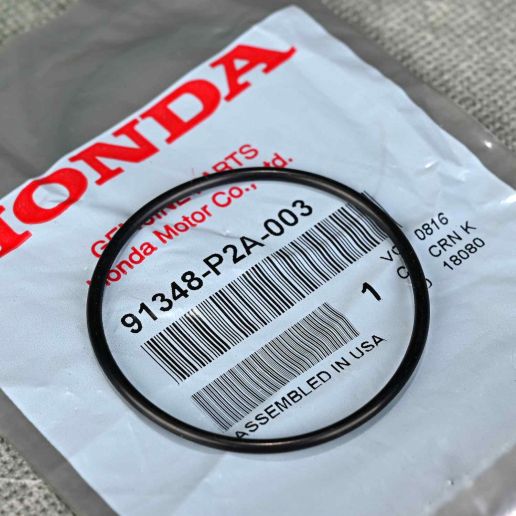 HONDA
GENUINE PARTS
Honda Motor Co., Ltd.
91348-P2A-003
1
0816
CRN K
18080
ASSEMBLED IN USA